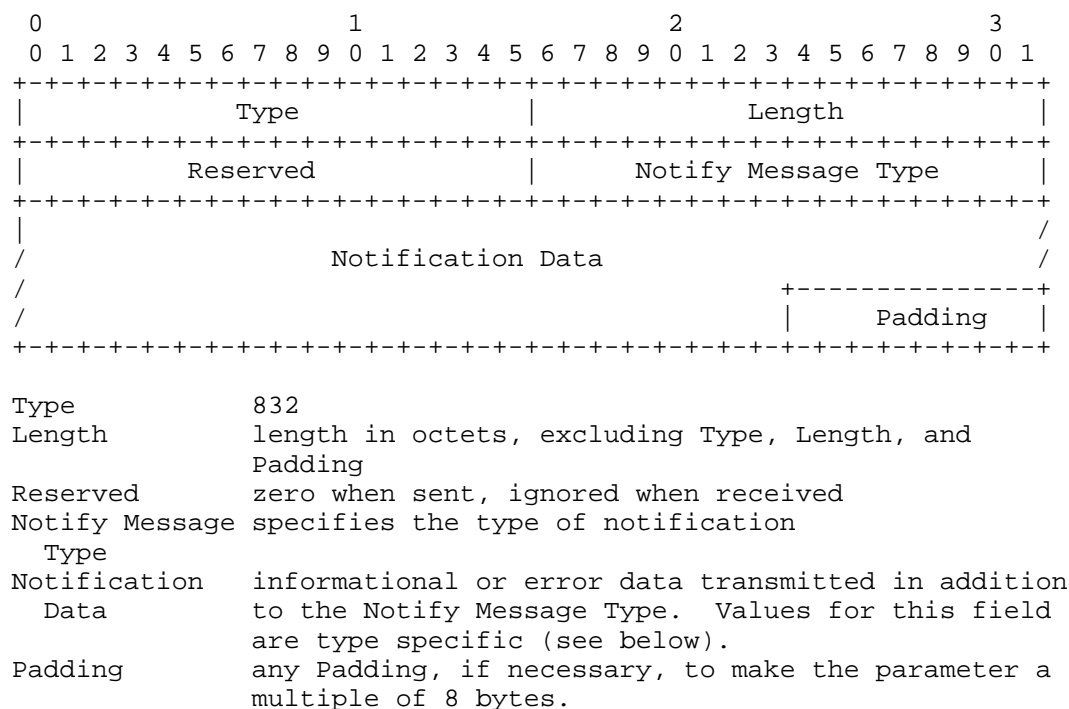 0                   1                   2                   3
 0 1 2 3 4 5 6 7 8 9 0 1 2 3 4 5 6 7 8 9 0 1 2 3 4 5 6 7 8 9 0 1
+-+-+-+-+-+-+-+-+-+-+-+-+-+-+-+-+-+-+-+-+-+-+-+-+-+-+-+-+-+-+-+-+
|             Type              |             Length            |
+-+-+-+-+-+-+-+-+-+-+-+-+-+-+-+-+-+-+-+-+-+-+-+-+-+-+-+-+-+-+-+-+
|          Reserved             |      Notify Message Type      |
+-+-+-+-+-+-+-+-+-+-+-+-+-+-+-+-+-+-+-+-+-+-+-+-+-+-+-+-+-+-+-+-+
|                                                               /
/                   Notification Data                           /
/                                               +---------------+
/                                               |     Padding   |
+-+-+-+-+-+-+-+-+-+-+-+-+-+-+-+-+-+-+-+-+-+-+-+-+-+-+-+-+-+-+-+-+

Type           832
Length         length in octets, excluding Type, Length, and
               Padding
Reserved       zero when sent, ignored when received
Notify Message specifies the type of notification
  Type
Notification   informational or error data transmitted in addition
  Data         to the Notify Message Type.  Values for this field
               are type specific (see below).
Padding        any Padding, if necessary, to make the parameter a
               multiple of 8 bytes.